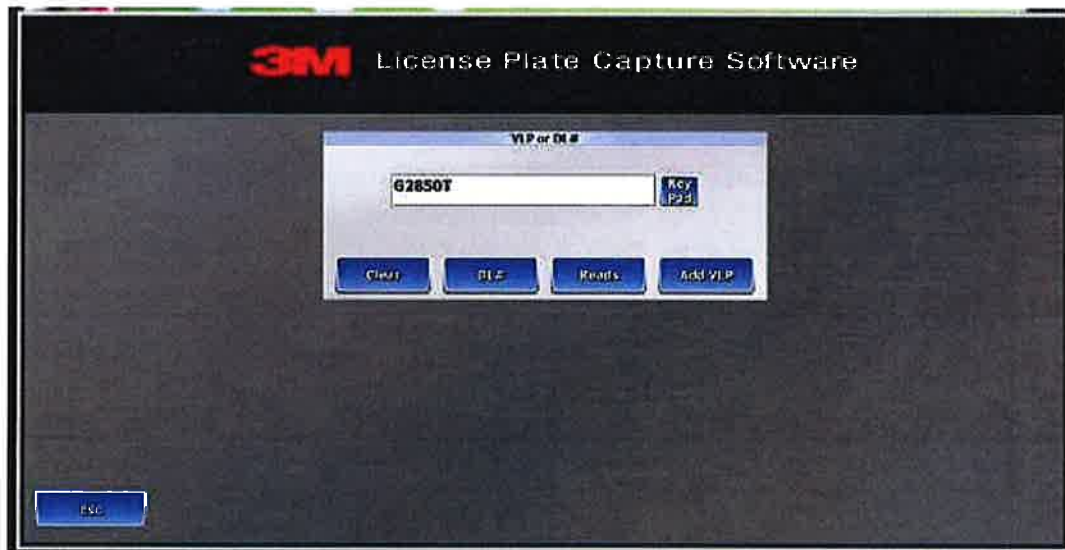 3M License Plate Capture Software
VLP or DL#
G2850T
Key
Pad
Clear DL# Reads Add VLP
ESC